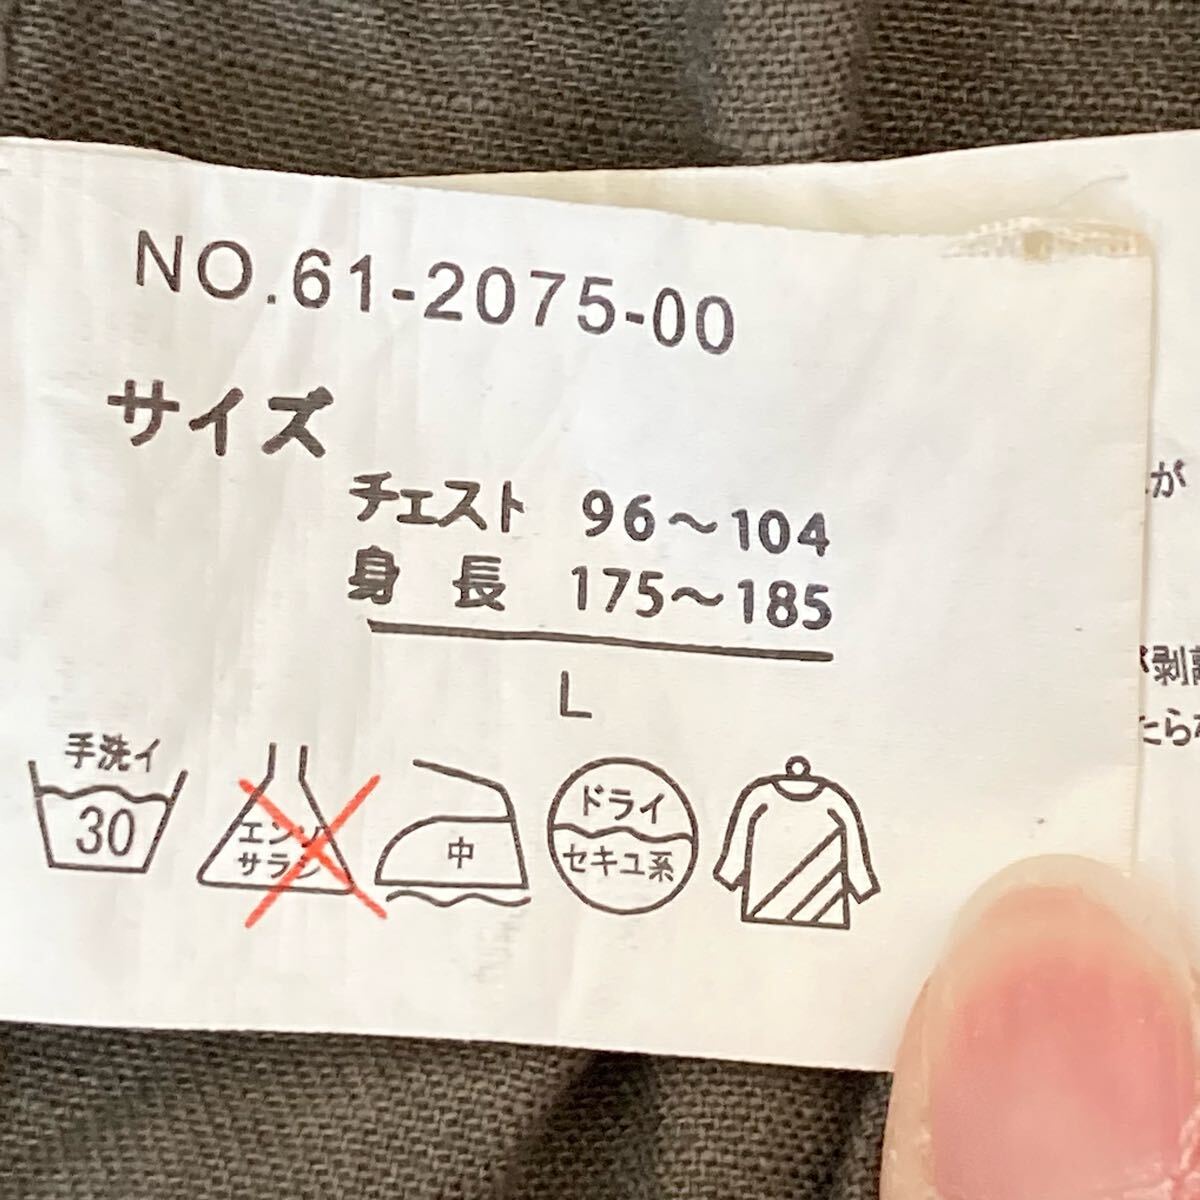 NO.61-2075-00
サイズ
チェスト 96～104
身長 175～185
L
手洗イ
30
エンソ
サラシ
中
ドライ
セキユ系
が
剥離
たら